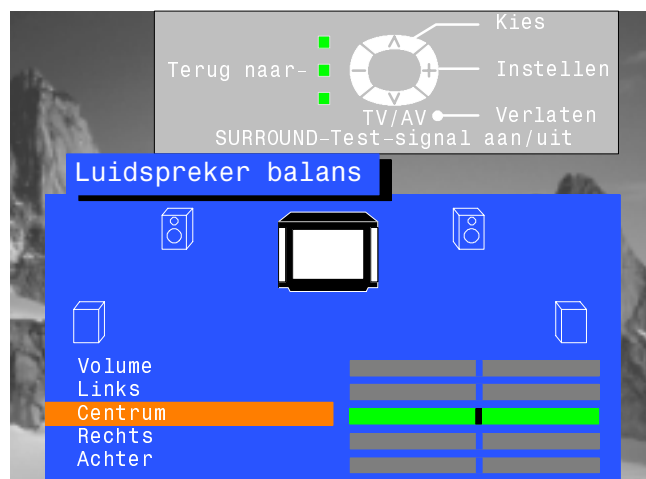 Kies
Terug naar-
Instellen
TV/AV
Verlaten
SURROUND-Test-signal aan/uit
Luidspreker balans
Volume
Links
Centrum
Rechts
Achter